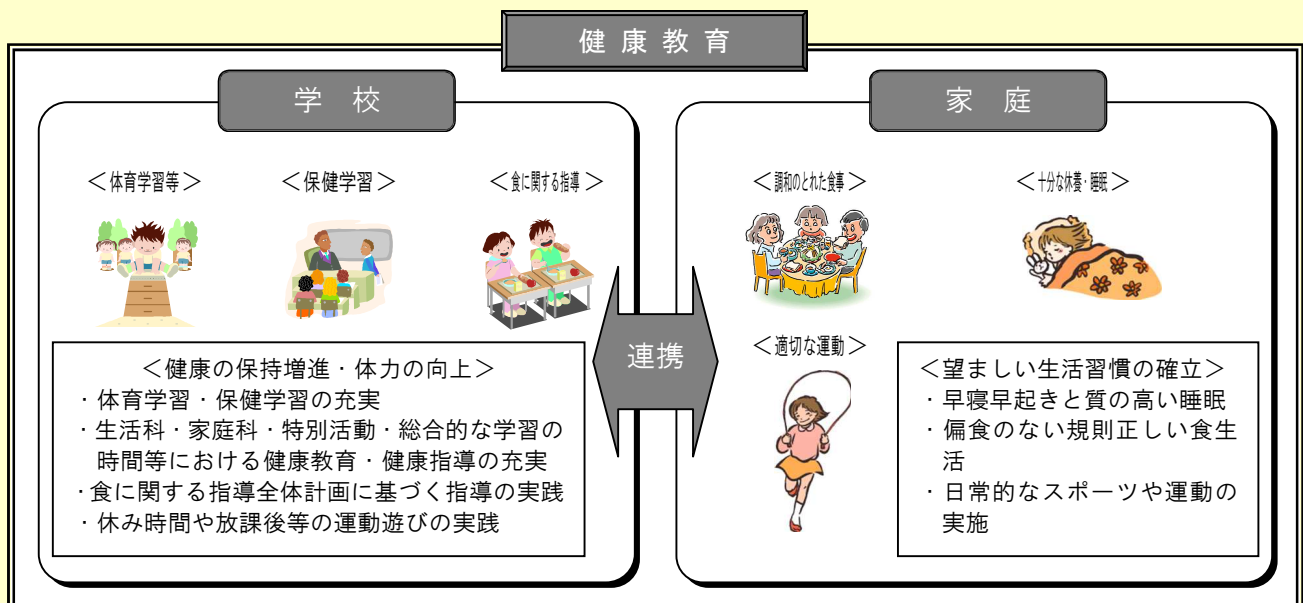 健康教育
学校
＜体育学習等＞
＜保健学習＞
＜食に関する指導＞
＜健康の保持増進・体力の向上＞
・体育学習・保健学習の充実
・生活科・家庭科・特別活動・総合的な学習の
時間等における健康教育・健康指導の充実
・食に関する指導全体計画に基づく指導の実践
・休み時間や放課後等の運動遊びの実践
連携
家庭
＜調和のとれた食事＞
＜十分な休養・睡眠＞
＜適切な運動＞
＜望ましい生活習慣の確立＞
・早寝早起きと質の高い睡眠
・偏食のない規則正しい食生
活
・日常的なスポーツや運動の
実施